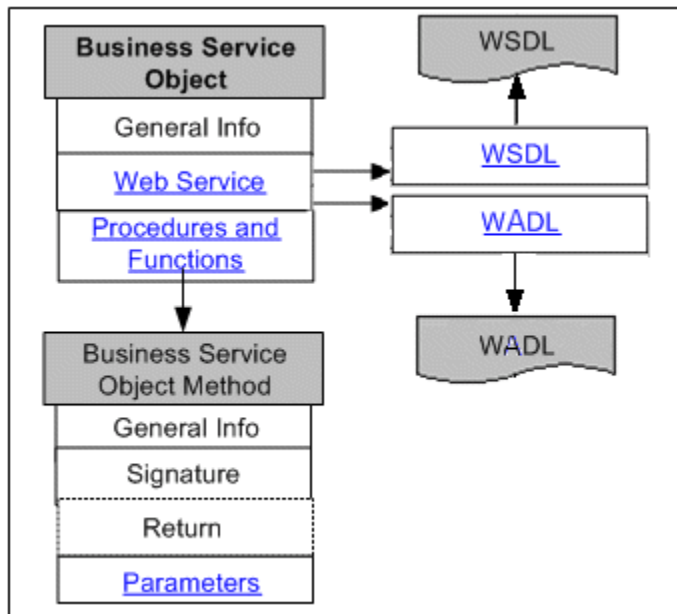 Business Service
Object
General Info
Web Service
Procedures and
Functions
WSDL
WSDL
WADL
WADL
Business Service
Object Method
General Info
Signature
Return
Parameters